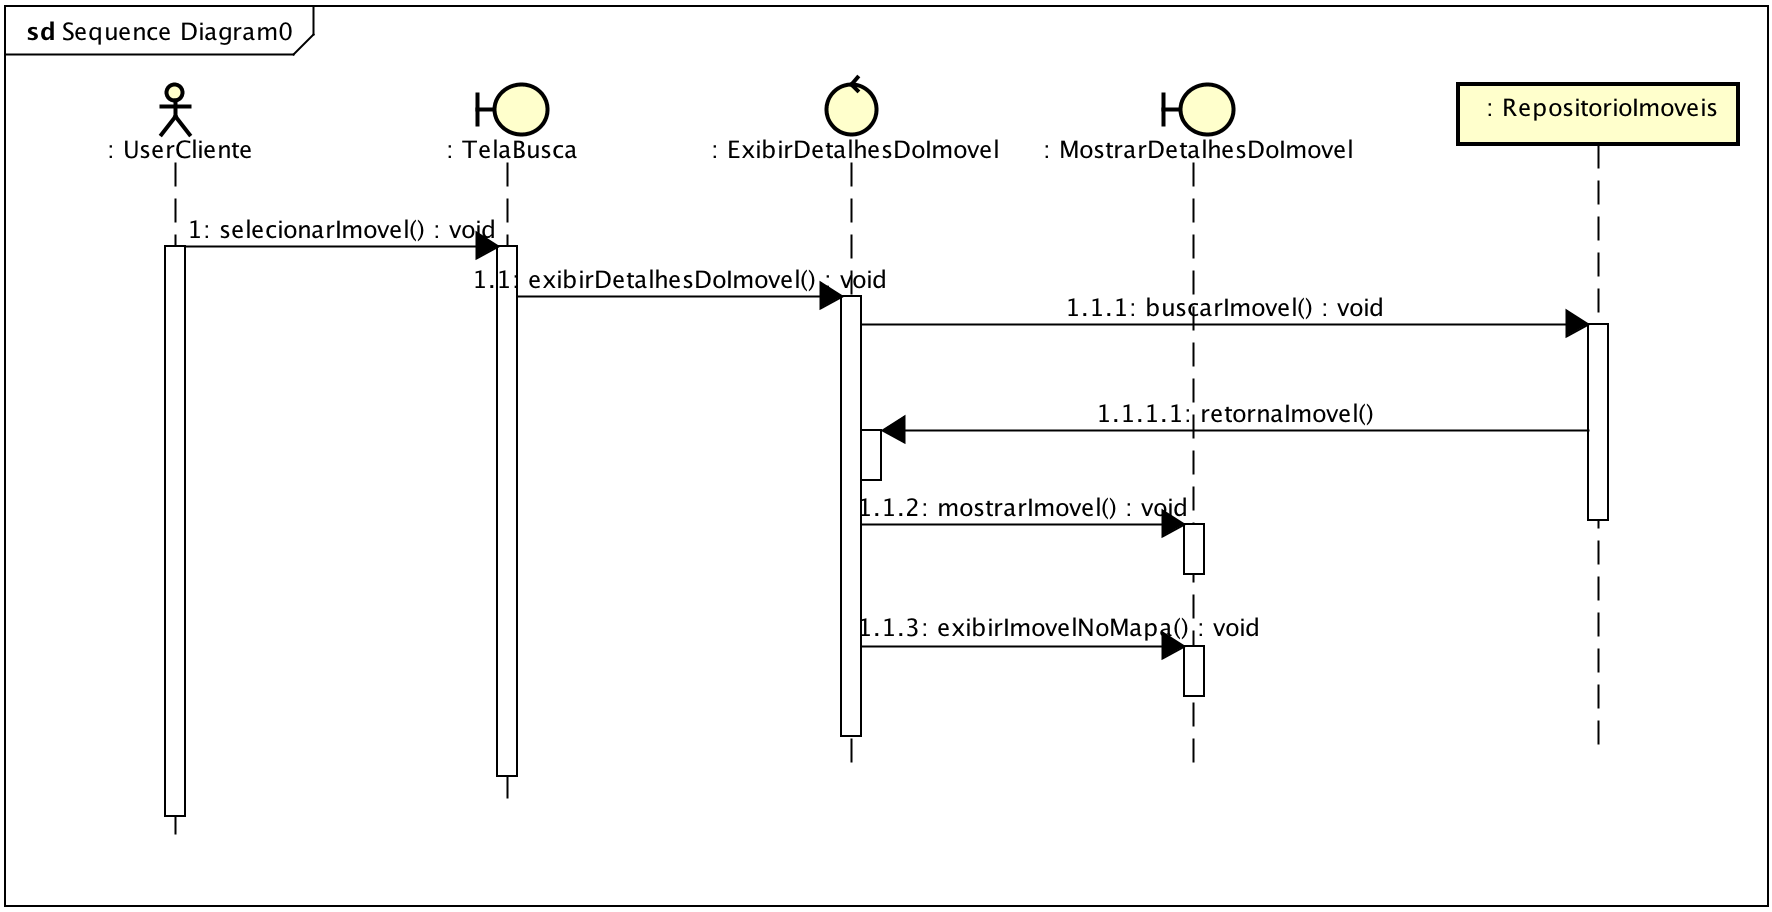 sd Sequence Diagram0
: UserCliente
: TelaBusca
: ExibirDetalhesDoImovel
: MostrarDetalhesDoImovel
: RepositorioImoveis
1: selecionarImovel() : void
1.1: exibirDetalhesDoImovel() : void
1.1.1: buscarImovel() : void
1.1.1.1: retornaImovel()
1.1.2: mostrarImovel() : void
1.1.3: exibirImovelNoMapa() : void